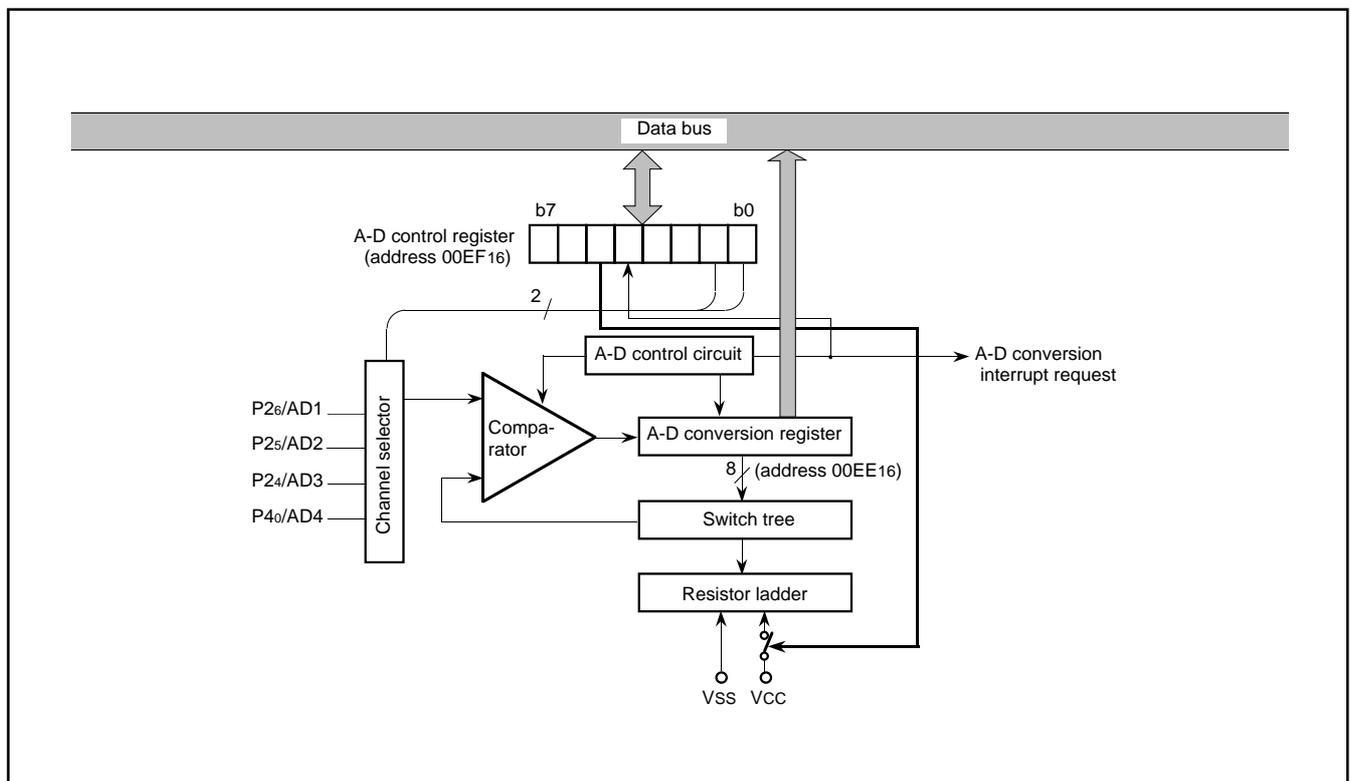 Data bus
b7
b0
A-D control register
(address 00EF16)
2
A-D control circuit
A-D conversion
interrupt request
P26/AD1
P25/AD2
P24/AD3
P40/AD4
Channel selector
Compa-
rator
A-D conversion register
8
(address 00EE16)
Switch tree
Resistor ladder
VSS
VCC